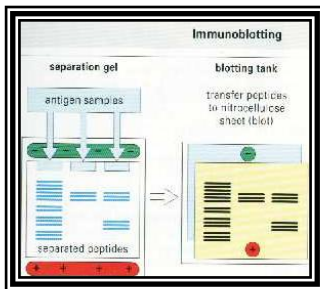 Immunoblotting
separation gel
antigen samples
separated peptides
blotting tank
transfer peptides
to nitrocellulose
sheet (blot)